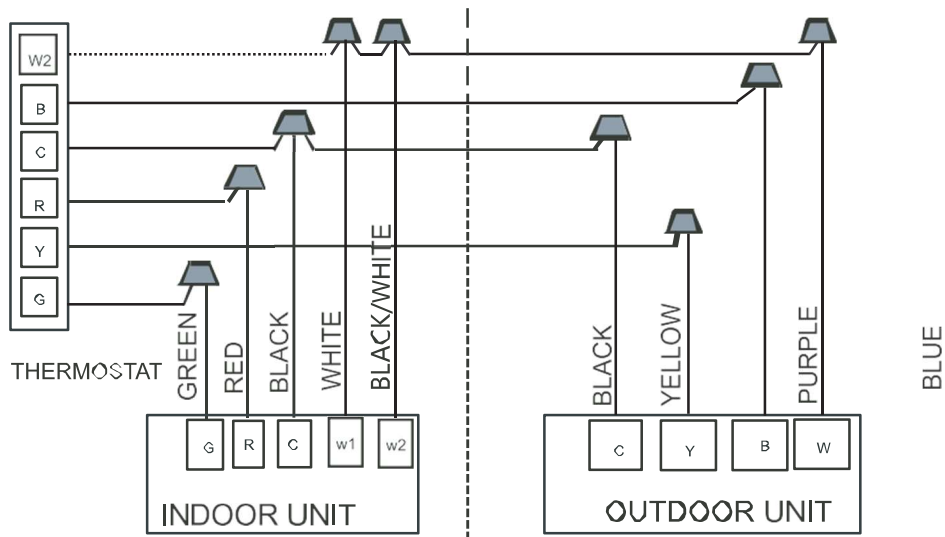 W2
B
C
R
Y
G
THERMOSTAT
GREEN
RED
BLACK
WHITE
BLACK/WHITE
BLACK
YELLOW
PURPLE
BLUE
G R C w1 w2
INDOOR UNIT
C Y B W
OUTDOOR UNIT